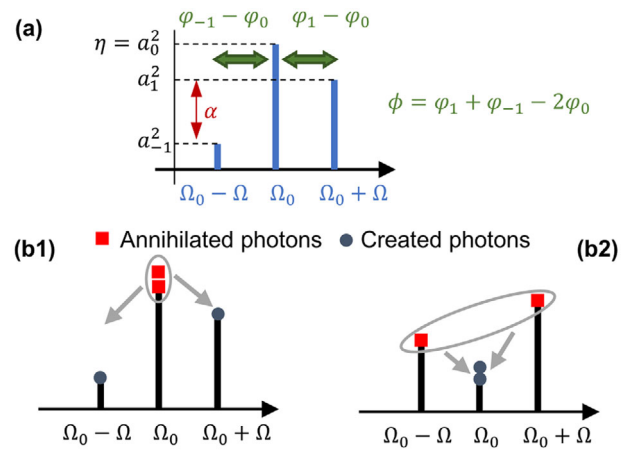 (a)
φ₋₁ − φ₀ φ₁ − φ₀
η = a₀²
a₁²
α
a₋₁²
ϕ = φ₁ + φ₋₁ − 2φ₀
Ω₀ − Ω Ω₀ Ω₀ + Ω
(b1) Annihilated photons Created photons (b2)
Ω₀ − Ω Ω₀ Ω₀ + Ω
Ω₀ − Ω Ω₀ Ω₀ + Ω